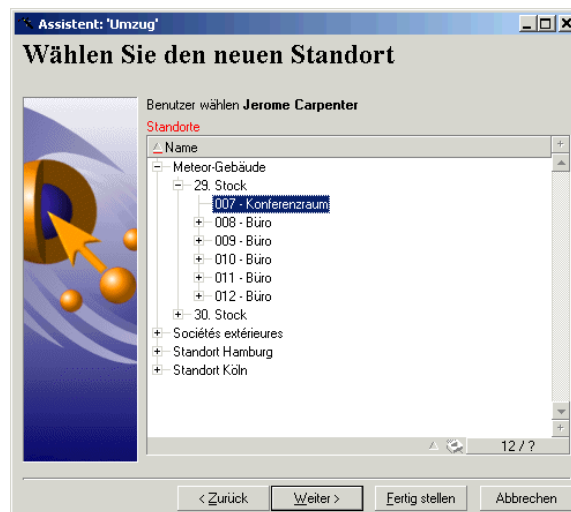 Assistent: 'Umzug'
Wählen Sie den neuen Standort
Benutzer wählen Jerome Carpenter
Standorte
Name
Meteor-Gebäude
29. Stock
007 - Konferenzraum
008 - Büro
009 - Büro
010 - Büro
011 - Büro
012 - Büro
30. Stock
Sociétés extérieures
Standort Hamburg
Standort Köln
12 / ?
< Zurück Weiter > Fertig stellen Abbrechen